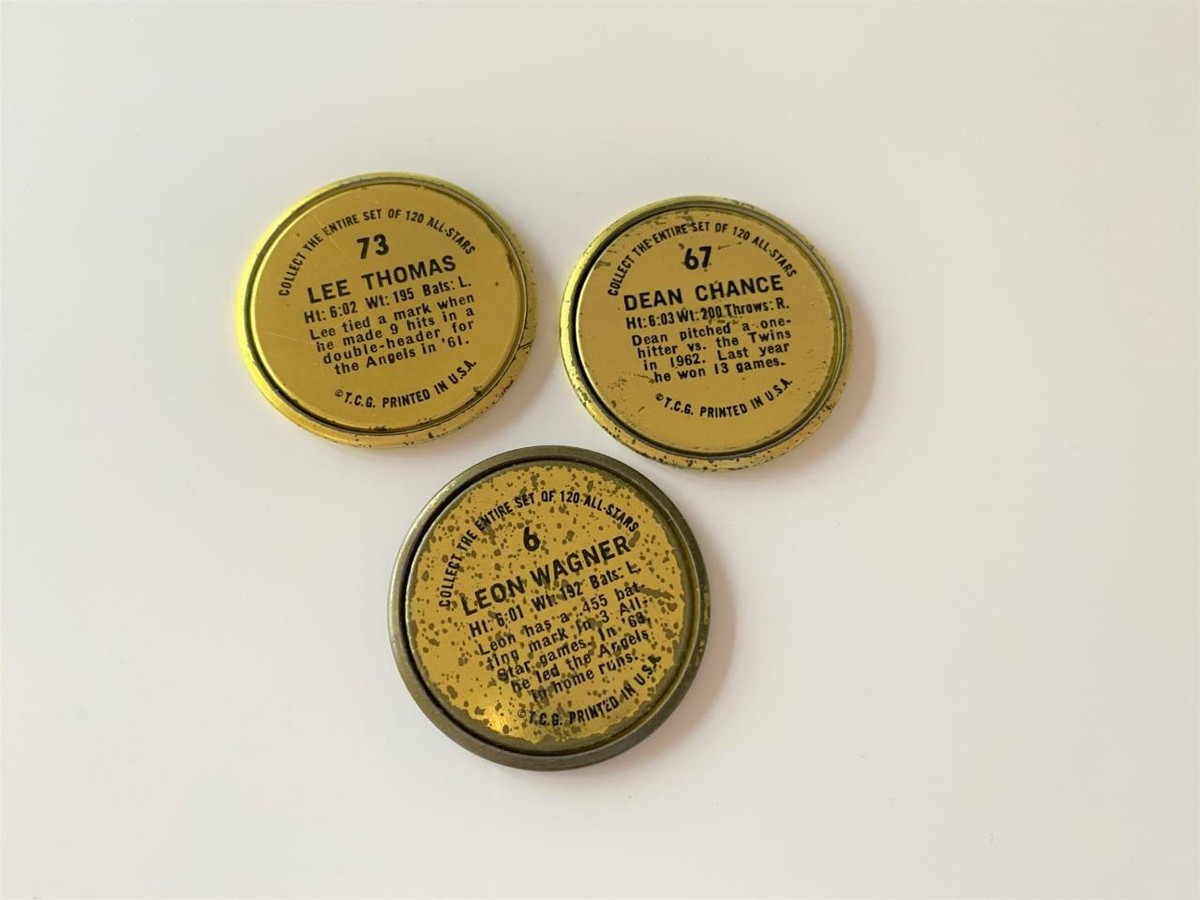 COLLECT THE ENTIRE SET OF 120 ALL-STARS
73
LEE THOMAS
Ht: 6:02 Wt: 195 Bats: L.
Lee tied a mark when
he made 9 hits in a
double-header, for
the Angels in '61.
©T.C.G. PRINTED IN U.S.A.
COLLECT THE ENTIRE SET OF 120 ALL-STARS
67
DEAN CHANCE
Ht: 6:03 Wt: 200 Throws: R.
Dean pitched a one-
hitter vs. the Twins
in 1962. Last year
he won 13 games.
©T.C.G. PRINTED IN U.S.A.
COLLECT THE ENTIRE SET OF 120 ALL-STARS
6
LEON WAGNER
Ht: 6:01 Wt: 192 Bats: L.
Leon has a .455 bat-
ting mark in 3 All-
Star games. In '63
he led the Angels
in home runs.
©T.C.G. PRINTED IN U.S.A.